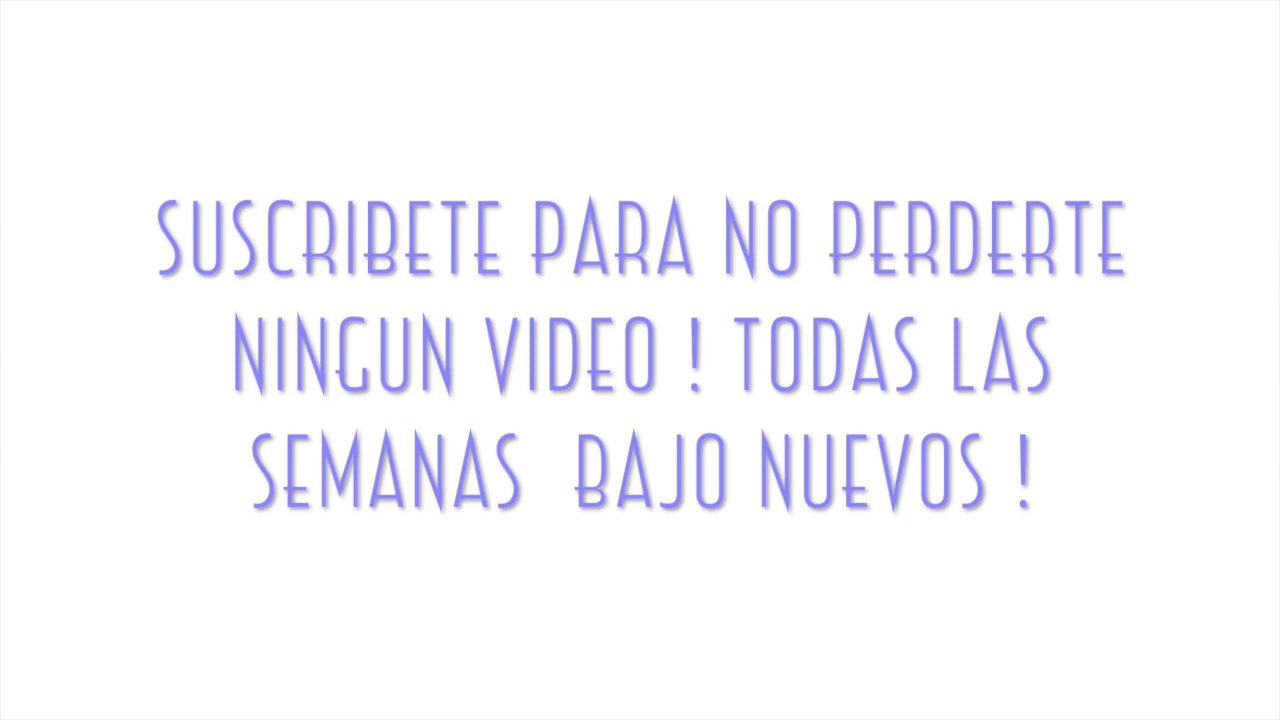 SUSCRIBETE PARA NO PERDERTE
NINGUN VIDEO ! TODAS LAS
SEMANAS BAJO NUEVOS !